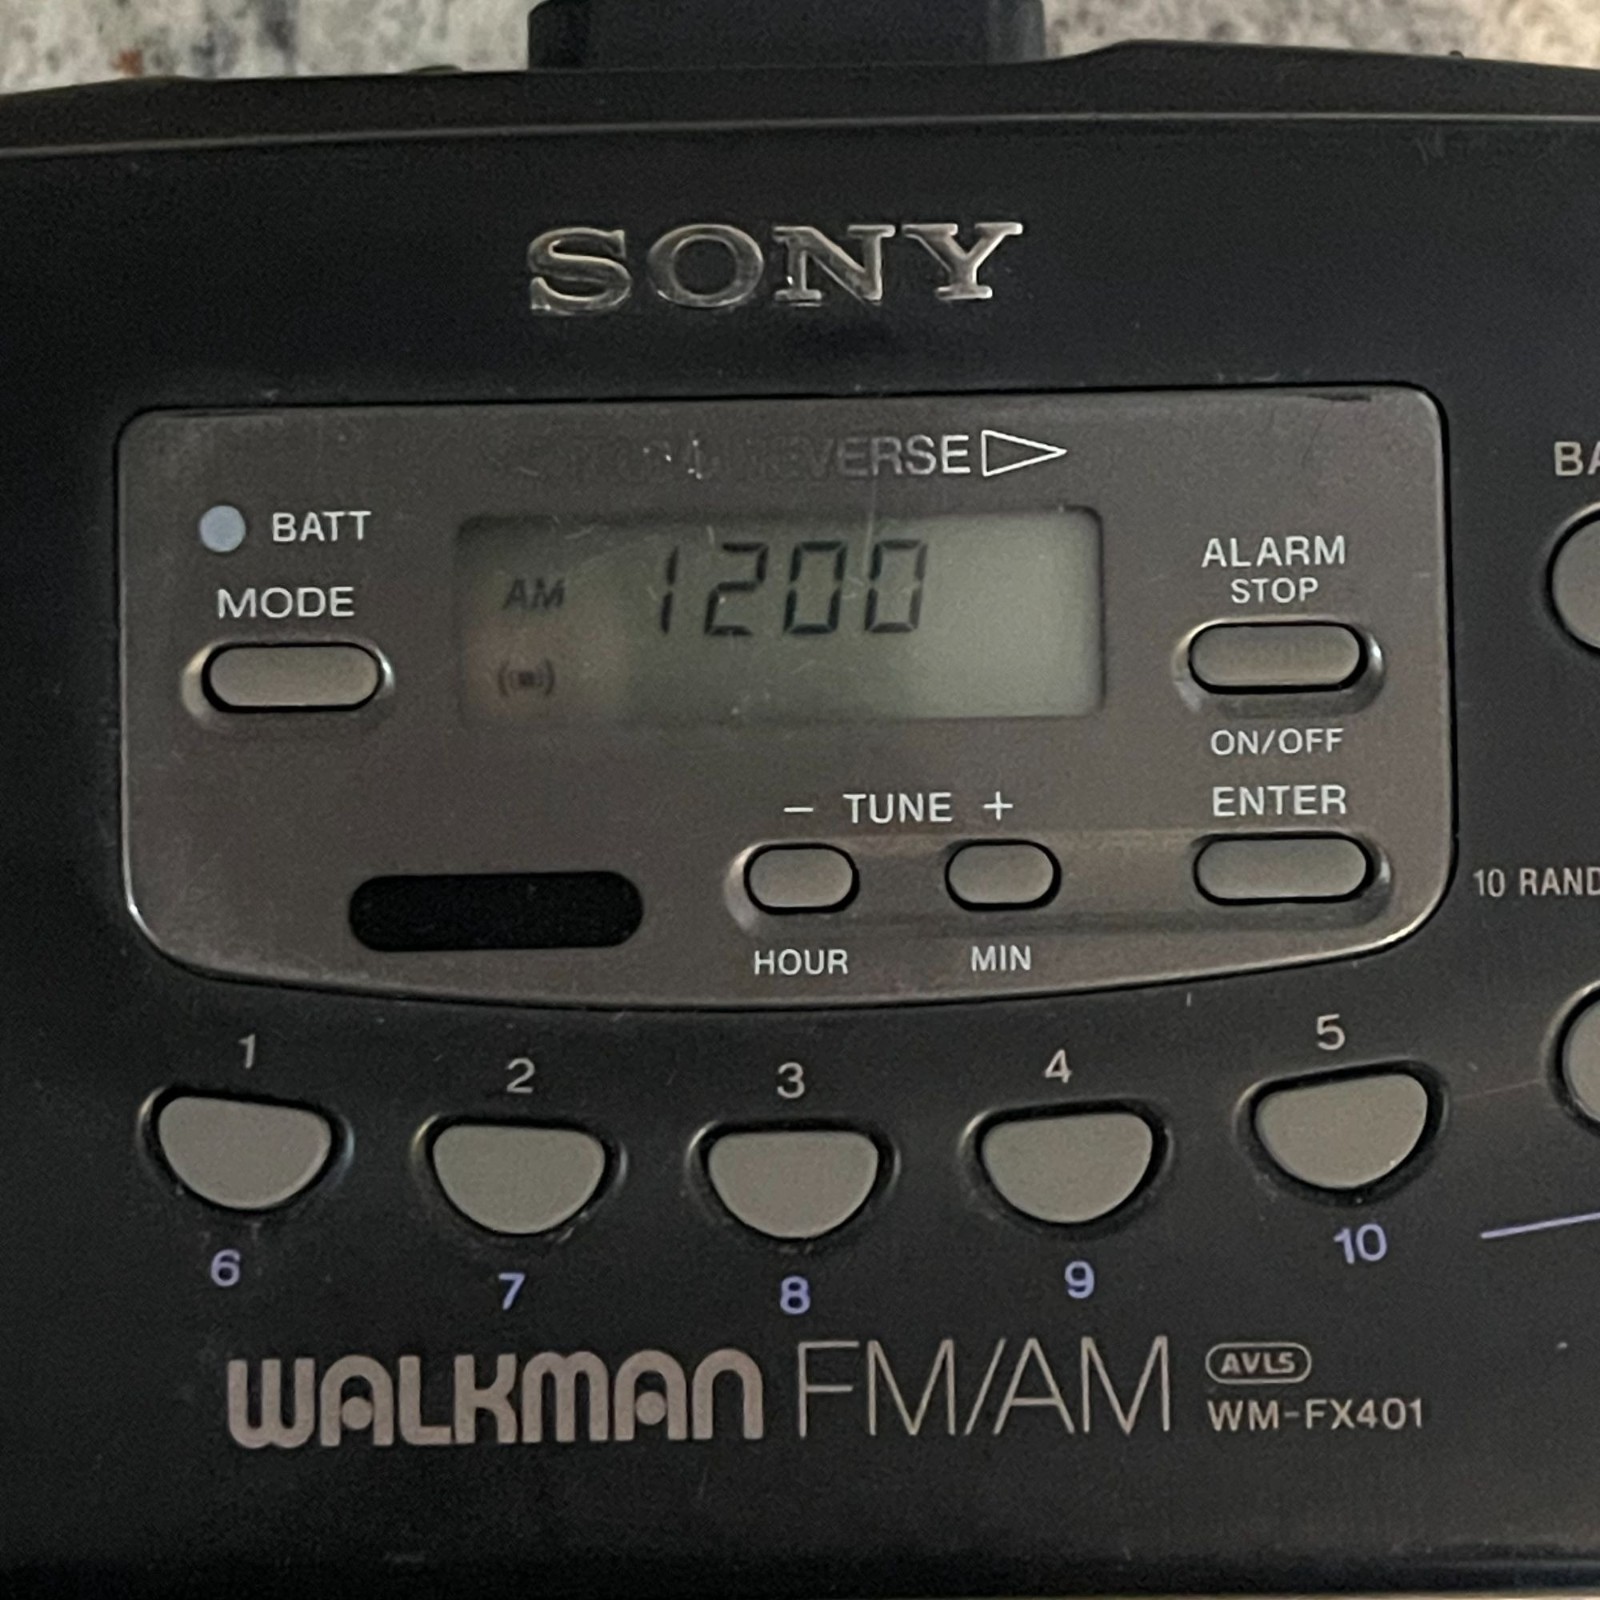 SONY
REVERSE
BATT
MODE
AM 1200
ALARM
STOP
ON/OFF
ENTER
− TUNE +
HOUR
MIN
10
1 2 3 4 5
6 7 8 9 10
WALKMAN FM/AM
AVLS
WM-FX401